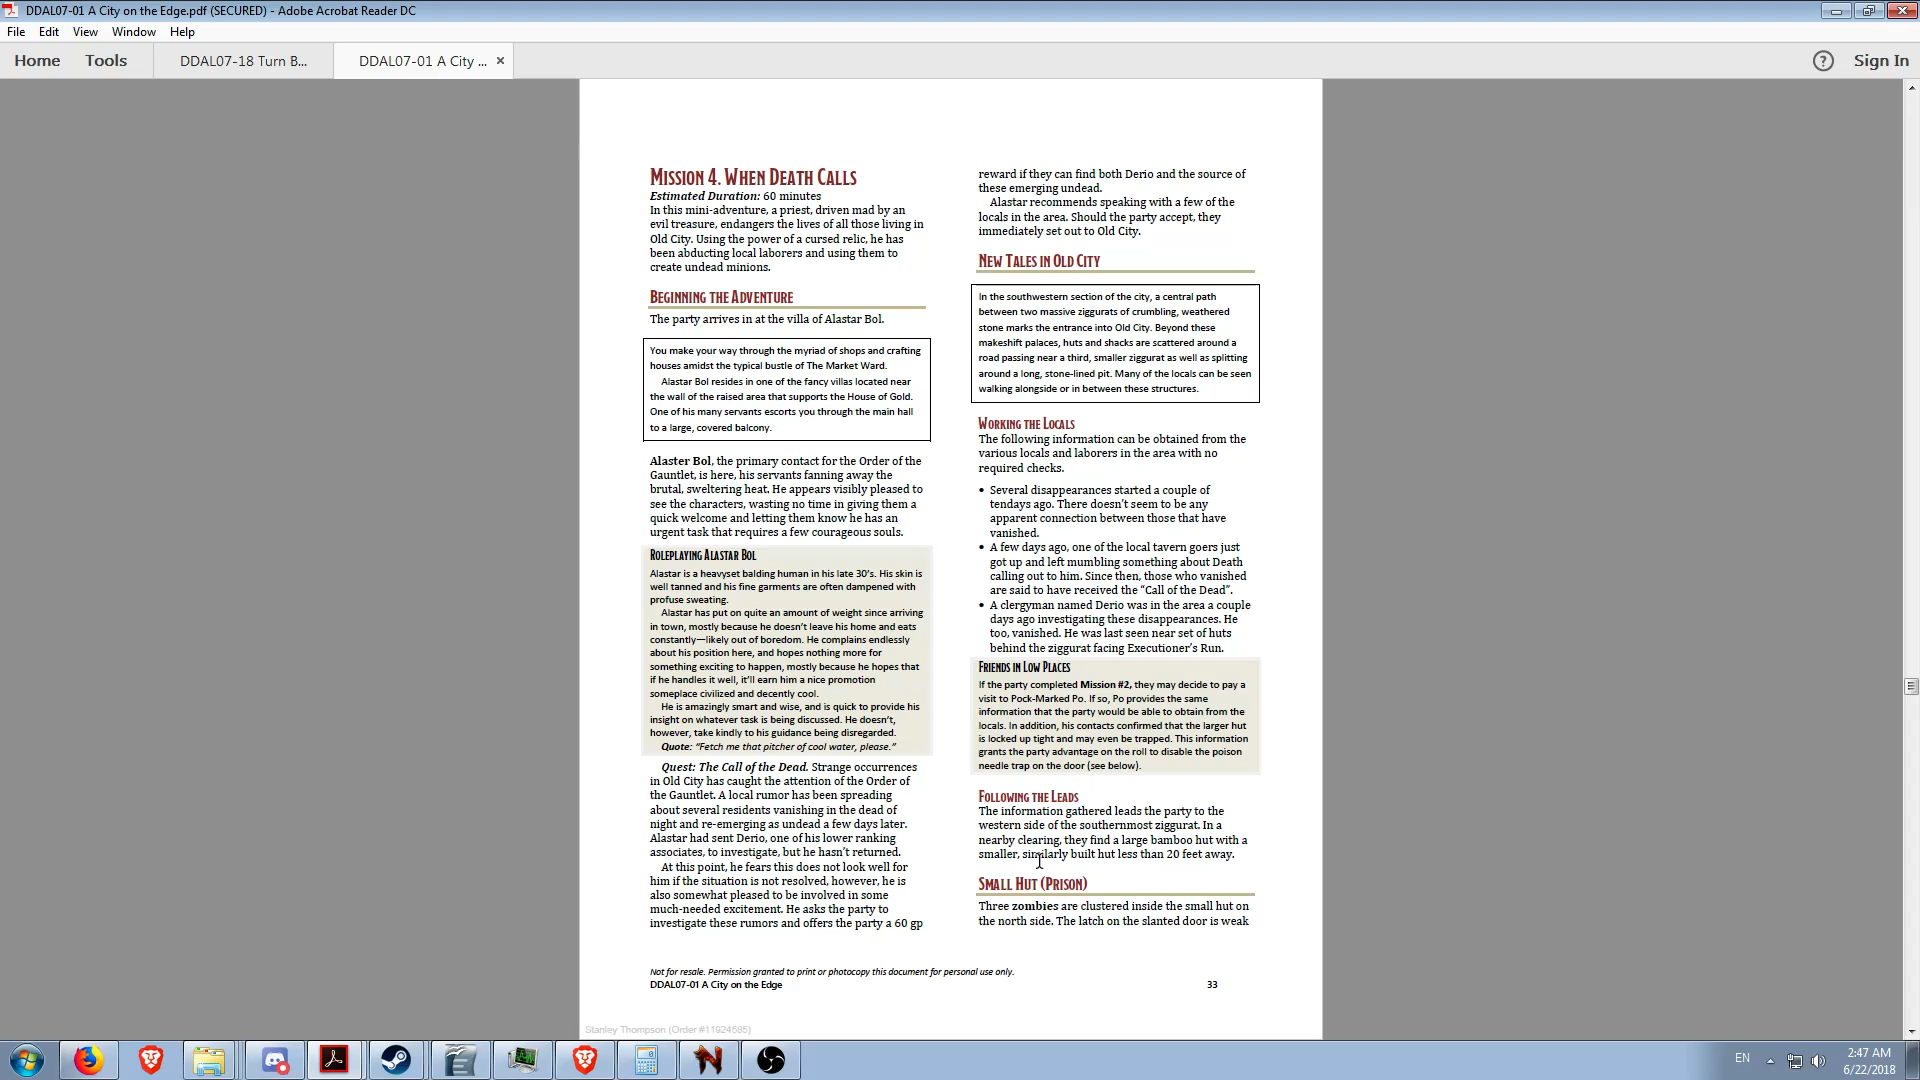 DDAL07-01 A City on the Edge.pdf (SECURED) - Adobe Acrobat Reader DC
File Edit View Window Help
Home Tools DDAL07-18 Turn B... DDAL07-01 A City ... × ? Sign In
Mission 4. When Death Calls
Estimated Duration: 60 minutes
In this mini-adventure, a priest, driven mad by an
evil treasure, endangers the lives of all those living in
Old City. Using the power of a cursed relic, he has
been abducting local laborers and using them to
create undead minions.
Beginning the Adventure
The party arrives in at the villa of Alastar Bol.
You make your way through the myriad of shops and crafting
houses amidst the typical bustle of The Market Ward.
Alastar Bol resides in one of the fancy villas located near
the wall of the raised area that supports the House of Gold.
One of his many servants escorts you through the main hall
to a large, covered balcony.
Alaster Bol, the primary contact for the Order of the
Gauntlet, is here, his servants fanning away the
brutal, sweltering heat. He appears visibly pleased to
see the characters, wasting no time in giving them a
quick welcome and letting them know he has an
urgent task that requires a few courageous souls.
Roleplaying Alastar Bol
Alastar is a heavyset balding human in his late 30's. His skin is
well tanned and his fine garments are often dampened with
profuse sweating.
Alastar has put on quite an amount of weight since arriving
in town, mostly because he doesn't leave his home and eats
constantly—likely out of boredom. He complains endlessly
about his position here, and hopes nothing more for
something exciting to happen, mostly because he hopes that
if he handles it well, it'll earn him a nice promotion
someplace civilized and decently cool.
He is amazingly smart and wise, and is quick to provide his
insight on whatever task is being discussed. He doesn't,
however, take kindly to his guidance being disregarded.
Quote: "Fetch me that pitcher of cool water, please."
Quest: The Call of the Dead. Strange occurrences
in Old City has caught the attention of the Order of
the Gauntlet. A local rumor has been spreading
about several residents vanishing in the dead of
night and re-emerging as undead a few days later.
Alastar had sent Derio, one of his lower ranking
associates, to investigate, but he hasn't returned.
At this point, he fears this does not look well for
him if the situation is not resolved, however, he is
also somewhat pleased to be involved in some
much-needed excitement. He asks the party to
investigate these rumors and offers the party a 60 gp
reward if they can find both Derio and the source of
these emerging undead.
Alastar recommends speaking with a few of the
locals in the area. Should the party accept, they
immediately set out to Old City.
New Tales in Old City
In the southwestern section of the city, a central path
between two massive ziggurats of crumbling, weathered
stone marks the entrance into Old City. Beyond these
makeshift palaces, huts and shacks are scattered around a
road passing near a third, smaller ziggurat as well as splitting
around a long, stone-lined pit. Many of the locals can be seen
walking alongside or in between these structures.
Working the Locals
The following information can be obtained from the
various locals and laborers in the area with no
required checks.
• Several disappearances started a couple of
tendays ago. There doesn't seem to be any
apparent connection between those that have
vanished.
• A few days ago, one of the local tavern goers just
got up and left mumbling something about Death
calling out to him. Since then, those who vanished
are said to have received the "Call of the Dead".
• A clergyman named Derio was in the area a couple
days ago investigating these disappearances. He
too, vanished. He was last seen near set of huts
behind the ziggurat facing Executioner's Run.
Friends in Low Places
If the party completed Mission #2, they may decide to pay a
visit to Pock-Marked Po. If so, Po provides the same
information that the party would be able to obtain from the
locals. In addition, his contacts confirmed that the larger hut
is locked up tight and may even be trapped. This information
grants the party advantage on the roll to disable the poison
needle trap on the door (see below).
Following the Leads
The information gathered leads the party to the
western side of the southernmost ziggurat. In a
nearby clearing, they find a large bamboo hut with a
smaller, similarly built hut less than 20 feet away.
Small Hut (Prison)
Three zombies are clustered inside the small hut on
the north side. The latch on the slanted door is weak
Not for resale. Permission granted to print or photocopy this document for personal use only.
DDAL07-01 A City on the Edge 33
Stanley Thompson (Order #11924585)
EN 2:47 AM
6/22/2018